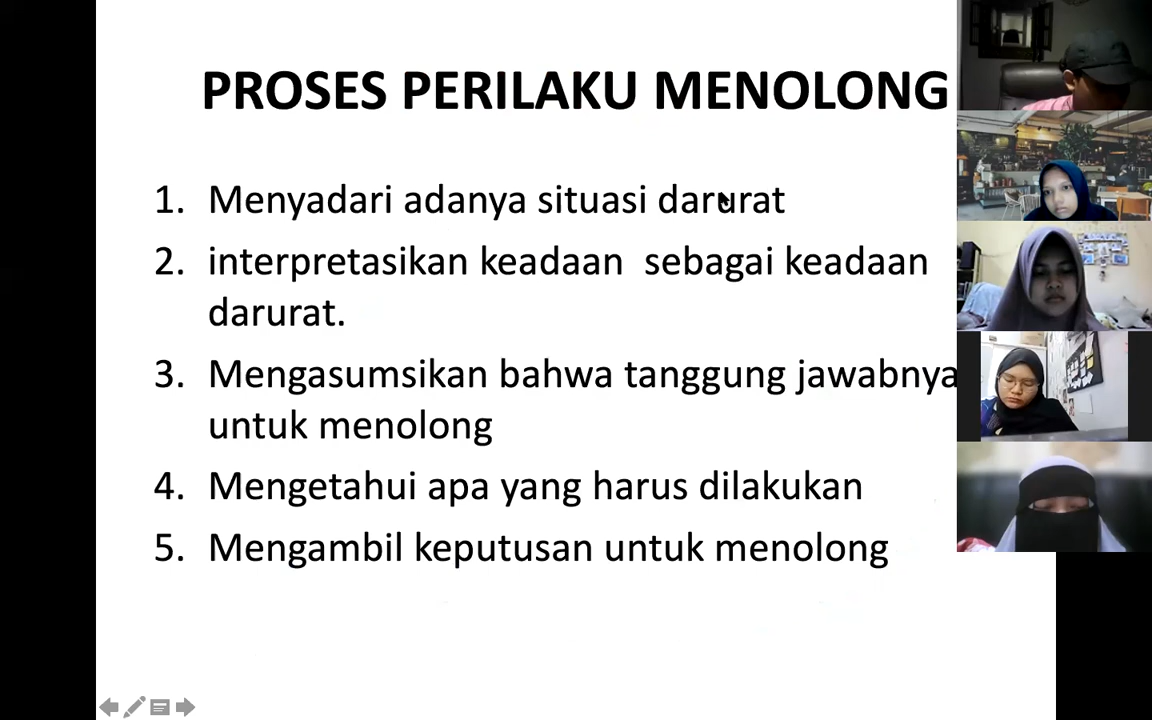 PROSES PERILAKU MENOLONG
1. Menyadari adanya situasi darurat
2. interpretasikan keadaan sebagai keadaan
darurat.
3. Mengasumsikan bahwa tanggung jawabnya
untuk menolong
4. Mengetahui apa yang harus dilakukan
5. Mengambil keputusan untuk menolong